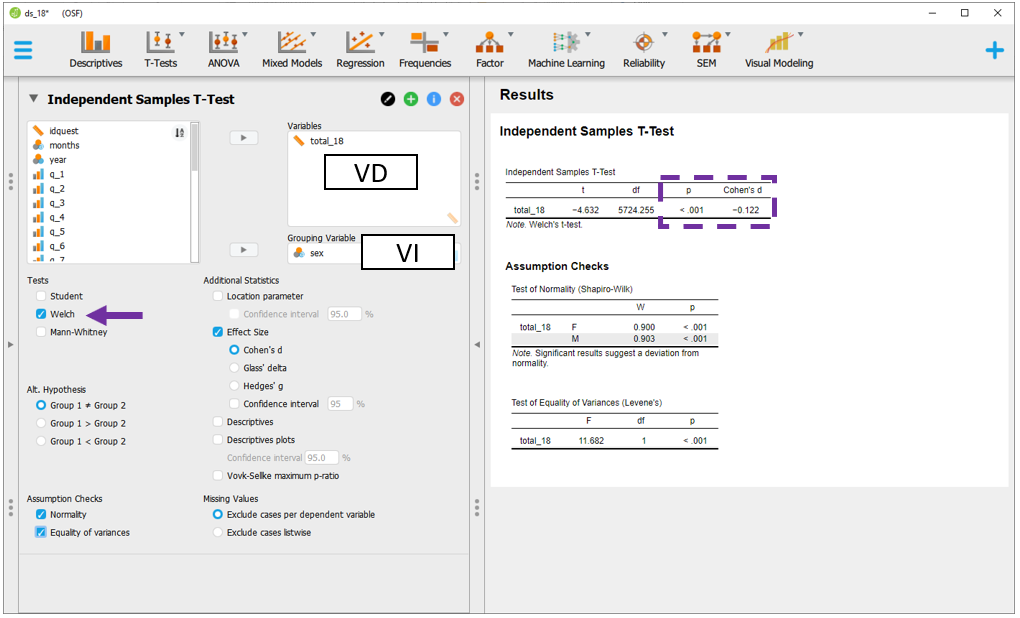 ds_18* (OSF)
Descriptives T-Tests ANOVA Mixed Models Regression Frequencies Factor Machine Learning Reliability SEM Visual Modeling
Independent Samples T-Test
idquest
months
year
q_1
q_2
q_3
q_4
q_5
q_6
q_7
Variables
total_18
VD
Grouping Variable
sex
VI
Tests
Student
Welch
Mann-Whitney
Alt. Hypothesis
Group 1 ≠ Group 2
Group 1 > Group 2
Group 1 < Group 2
Assumption Checks
Normality
Equality of variances
Additional Statistics
Location parameter
Confidence interval 95.0 %
Effect Size
Cohen's d
Glass' delta
Hedges' g
Confidence interval 95 %
Descriptives
Descriptives plots
Confidence interval 95.0 %
Vovk-Sellke maximum p-ratio
Missing Values
Exclude cases per dependent variable
Exclude cases listwise
Results
Independent Samples T-Test
Independent Samples T-Test
t df p Cohen's d
total_18 −4.632 5724.255 < .001 −0.122
Note. Welch's t-test.
Assumption Checks
Test of Normality (Shapiro-Wilk)
W p
total_18 F 0.900 < .001
M 0.903 < .001
Note. Significant results suggest a deviation from
normality.
Test of Equality of Variances (Levene's)
F df p
total_18 11.682 1 < .001